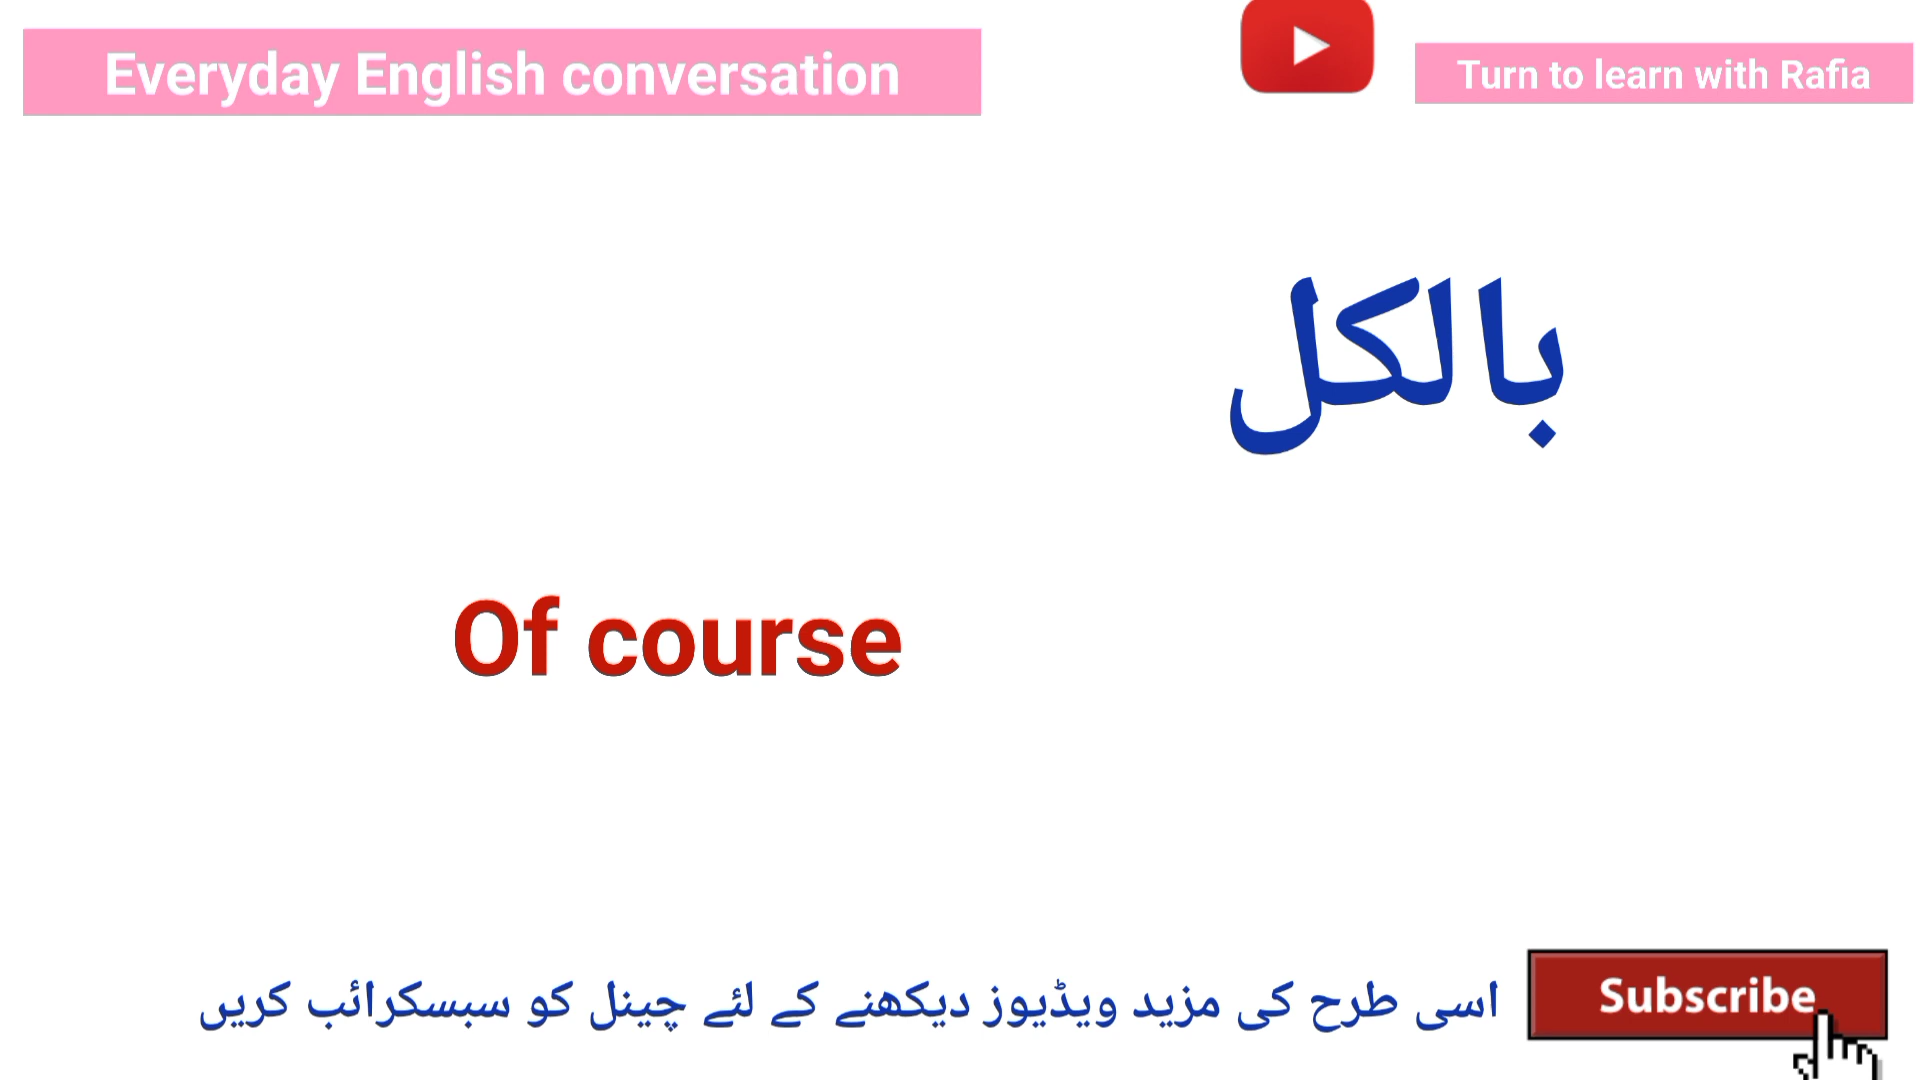 Everyday English conversation
Turn to learn with Rafia
بالکل
Of course
اسی طرح کی مزید ویڈیوز دیکھنے کے لئے چینل کو سبسکرائب کریں
Subscribe